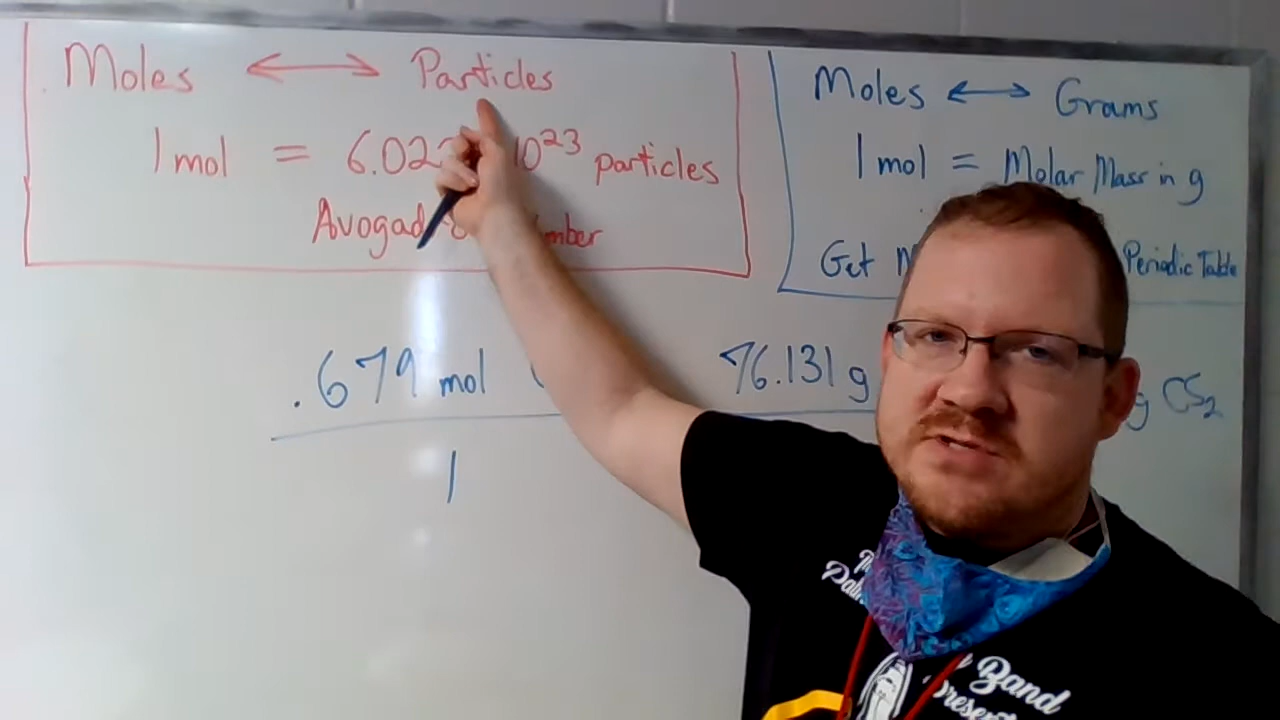 Moles ↔ Particles
1 mol = 6.02 10²³ particles
Avogad mber
Moles ↔ Grams
1 mol = Molar Mass in g
Get Periodic Table
.679 mol 76.131 g g CS₂
1
Band